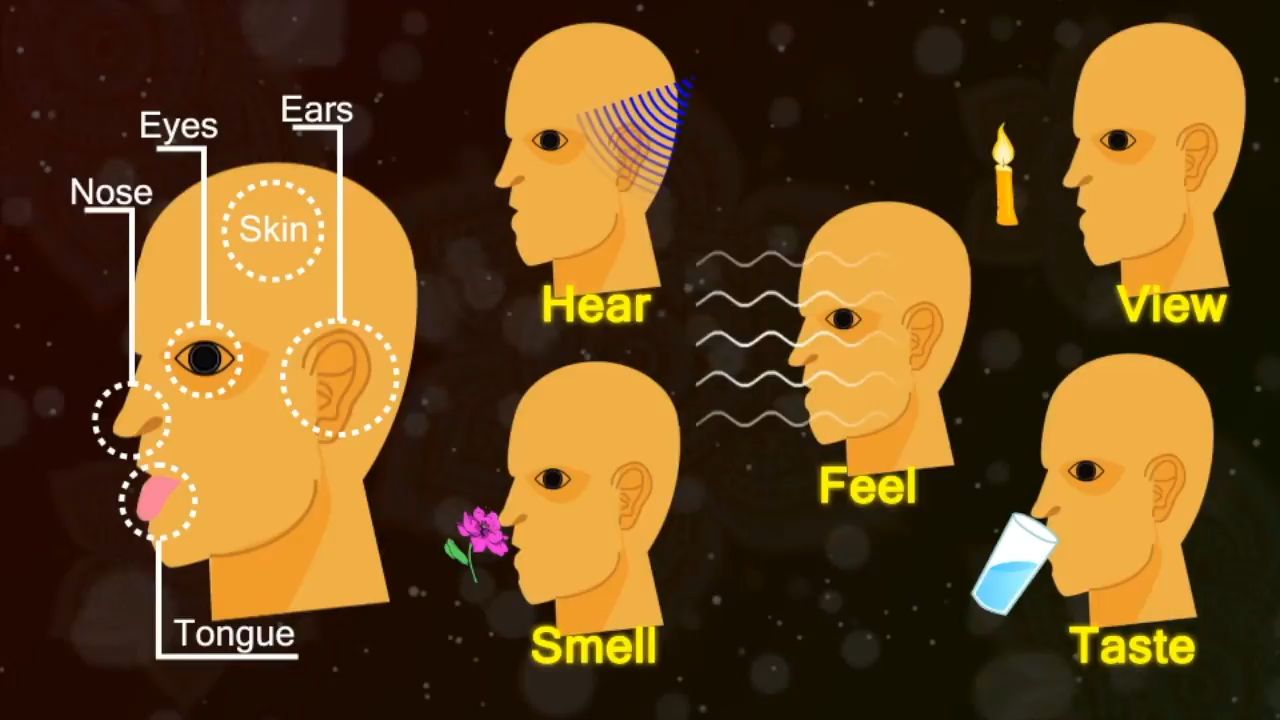 Ears
Eyes
Nose
Skin
Tongue
Hear
View
Feel
Smell
Taste